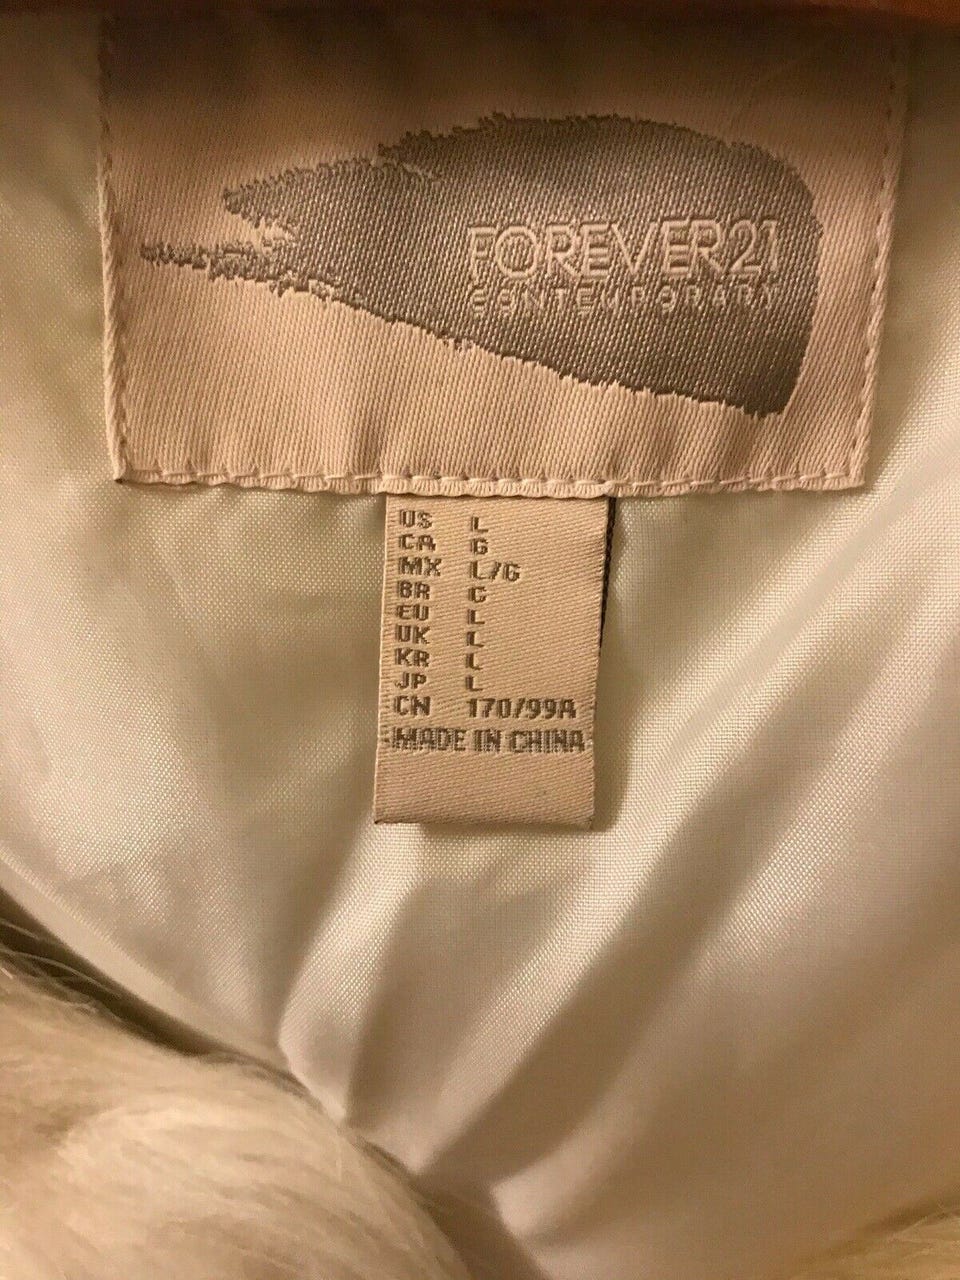 FOREVER21
CONTEMPORARY
US L
CA G
MX L/G
BR G
EU L
UK L
KR L
JP L
CN 170/99A
MADE IN CHINA